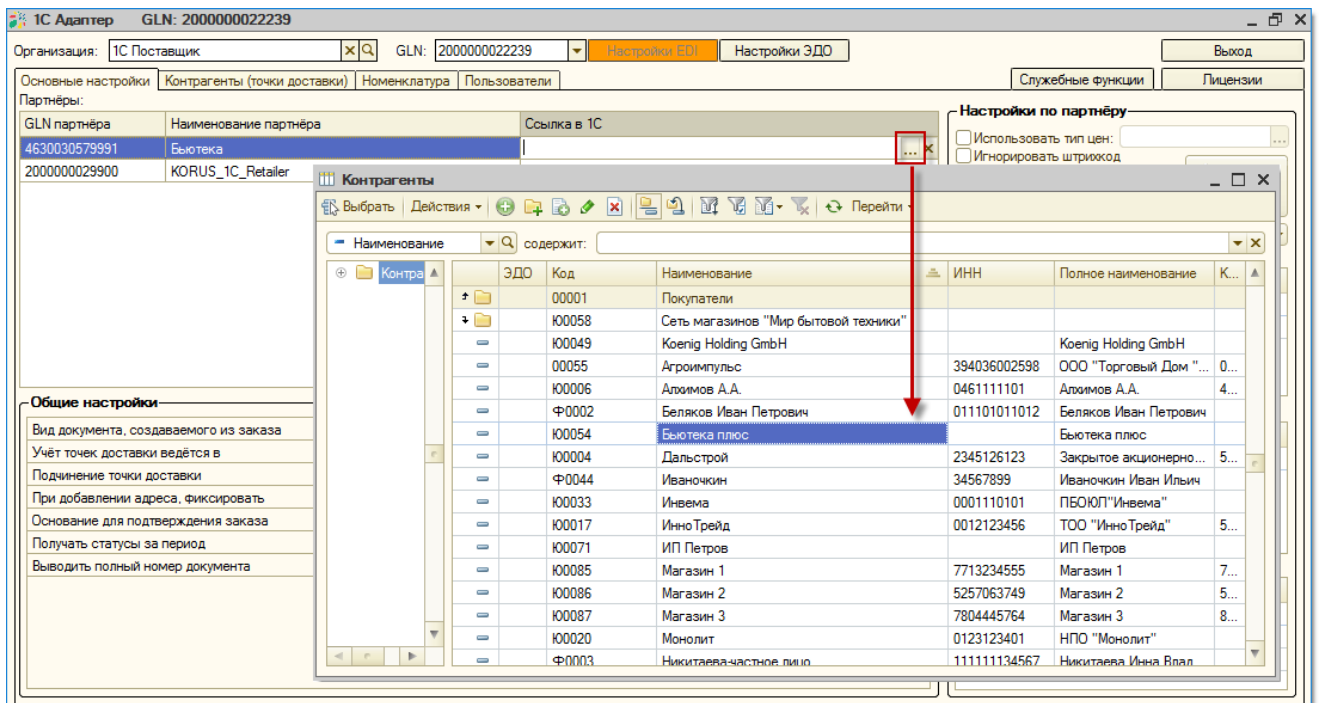 1С Адаптер GLN: 2000000022239
Организация: 1С Поставщик GLN: 2000000022239 Настройки EDI Настройки ЭДО Выход
Основные настройки Контрагенты (точки доставки) Номенклатура Пользователи Служебные функции Лицензии
Партнёры:
GLN партнёра Наименование партнёра Ссылка в 1С
4630030579991 Бьютека ...
2000000029900 KORUS_1C_Retailer
Настройки по партнёру
Использовать тип цен: ...
Игнорировать штрихкод
Общие настройки
Вид документа, создаваемого из заказа
Учёт точек доставки ведётся в
Подчинение точки доставки
При добавлении адреса, фиксировать
Основание для подтверждения заказа
Получать статусы за период
Выводить полный номер документа
Контрагенты
Выбрать Действия Перейти
Наименование содержит:
Контра
ЭДО Код Наименование ИНН Полное наименование К...
00001 Покупатели
Ю0058 Сеть магазинов "Мир бытовой техники"
Ю0049 Koenig Holding GmbH Koenig Holding GmbH
00055 Агроимпульс 394036002598 ООО "Торговый Дом "... 0...
Ю0006 Алхимов А.А. 0461111101 Алхимов А.А. 4...
Ф0002 Беляков Иван Петрович 011101011012 Беляков Иван Петрович
Ю0054 Бьютека плюс Бьютека плюс
Ю0004 Дальстрой 2345126123 Закрытое акционерно... 5...
Ф0044 Иваночкин 34567899 Иваночкин Иван Ильич
Ю0033 Инвема 0001110101 ПБОЮЛ"Инвема"
Ю0017 ИнноТрейд 0012123456 ТОО "ИнноТрейд" 5...
Ю0071 ИП Петров ИП Петров
Ю0085 Магазин 1 7713234555 Магазин 1 7...
Ю0086 Магазин 2 5257063749 Магазин 2 5...
Ю0087 Магазин 3 7804445764 Магазин 3 8...
Ю0020 Монолит 0123123401 НПО "Монолит"
Ф0003 Никитаева-частное лицо 111111134567 Никитаева Инна Влад